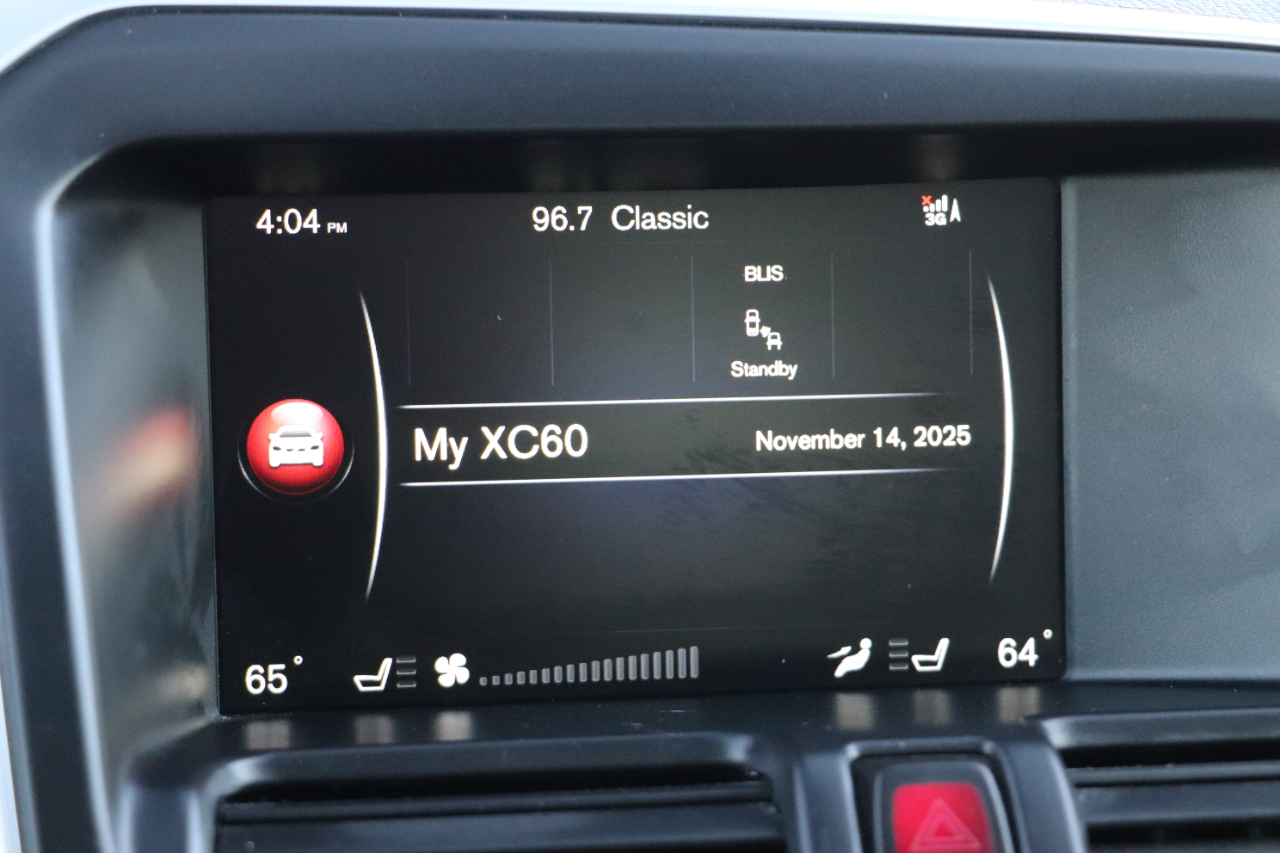 4:04 PM
96.7 Classic
3G
BLIS
Standby
My XC60
November 14, 2025
65°
64°